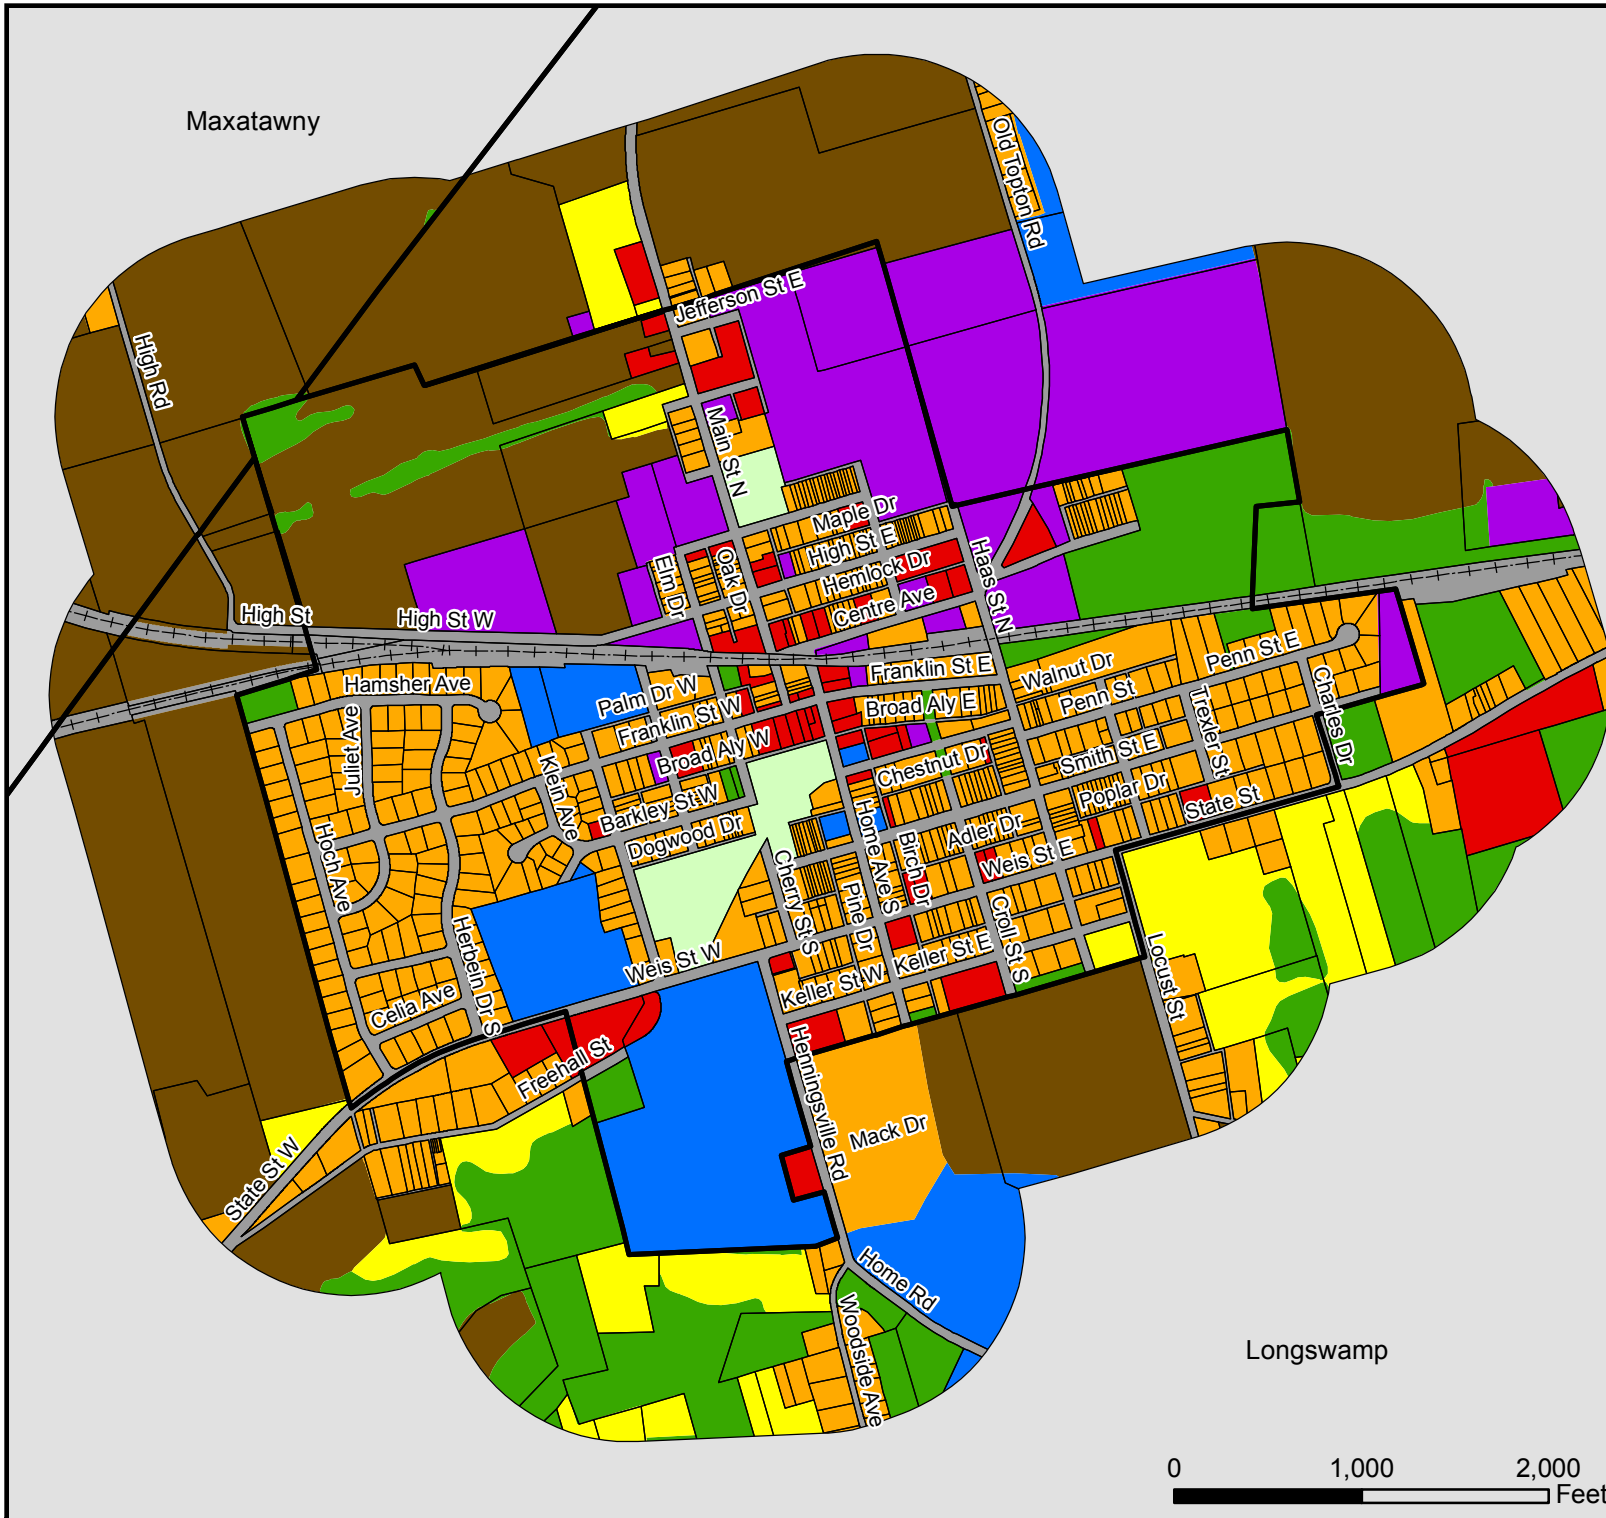 Maxatawny
Old Topton Rd
Jefferson St E
High Rd
Main St N
Maple Dr
High St E
Hemlock Dr
Centre Ave
Haas St N
Elm Dr
Oak Dr
High St
High St W
Franklin St E
Walnut Dr
Penn St E
Hamsher Ave
Palm Dr W
Broad Aly E
Penn St
Charles Dr
Juliet Ave
Franklin St W
Trexler St
Broad Aly W
Chestnut Dr
Smith St E
Klein Ave
Poplar Dr
State St
Barkley St W
Dogwood Dr
Home Ave S
Adler Dr
Birch Dr
Weis St E
Hoch Ave
Cherry St S
Pine Dr
Croll St S
Herbein Dr S
Weis St W
Keller St E
Locust St
Keller St W
Celia Ave
Freehall St
Henningsville Rd
Mack Dr
State St W
Home Rd
Woodside Ave
Longswamp
0 1,000 2,000
Feet